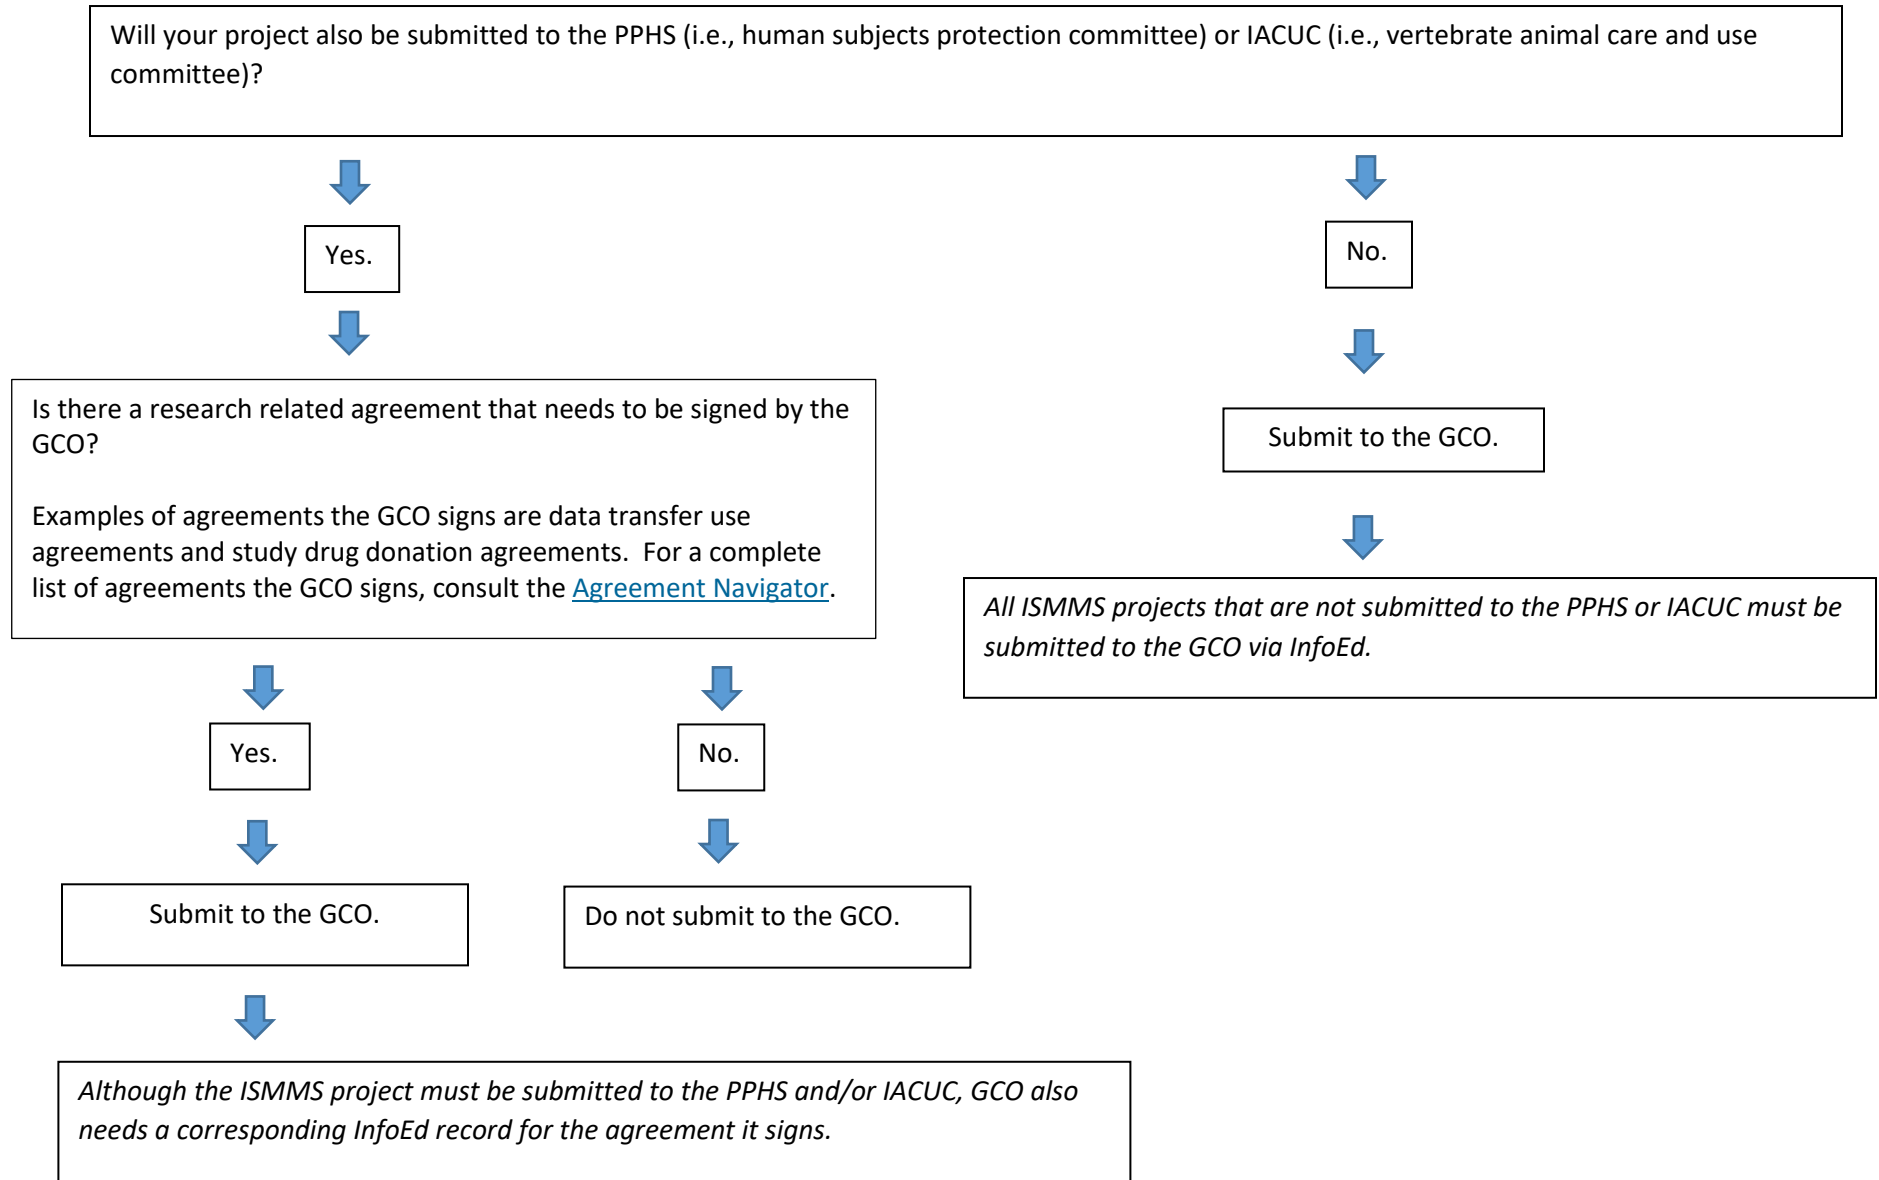 Will your project also be submitted to the PPHS (i.e., human subjects protection committee) or IACUC (i.e., vertebrate animal care and use
committee)?
Yes.
No.
Is there a research related agreement that needs to be signed by the
GCO?
Examples of agreements the GCO signs are data transfer use
agreements and study drug donation agreements.  For a complete
list of agreements the GCO signs, consult the Agreement Navigator.
Submit to the GCO.
All ISMMS projects that are not submitted to the PPHS or IACUC must be
submitted to the GCO via InfoEd.
Yes.
No.
Submit to the GCO.
Do not submit to the GCO.
Although the ISMMS project must be submitted to the PPHS and/or IACUC, GCO also
needs a corresponding InfoEd record for the agreement it signs.